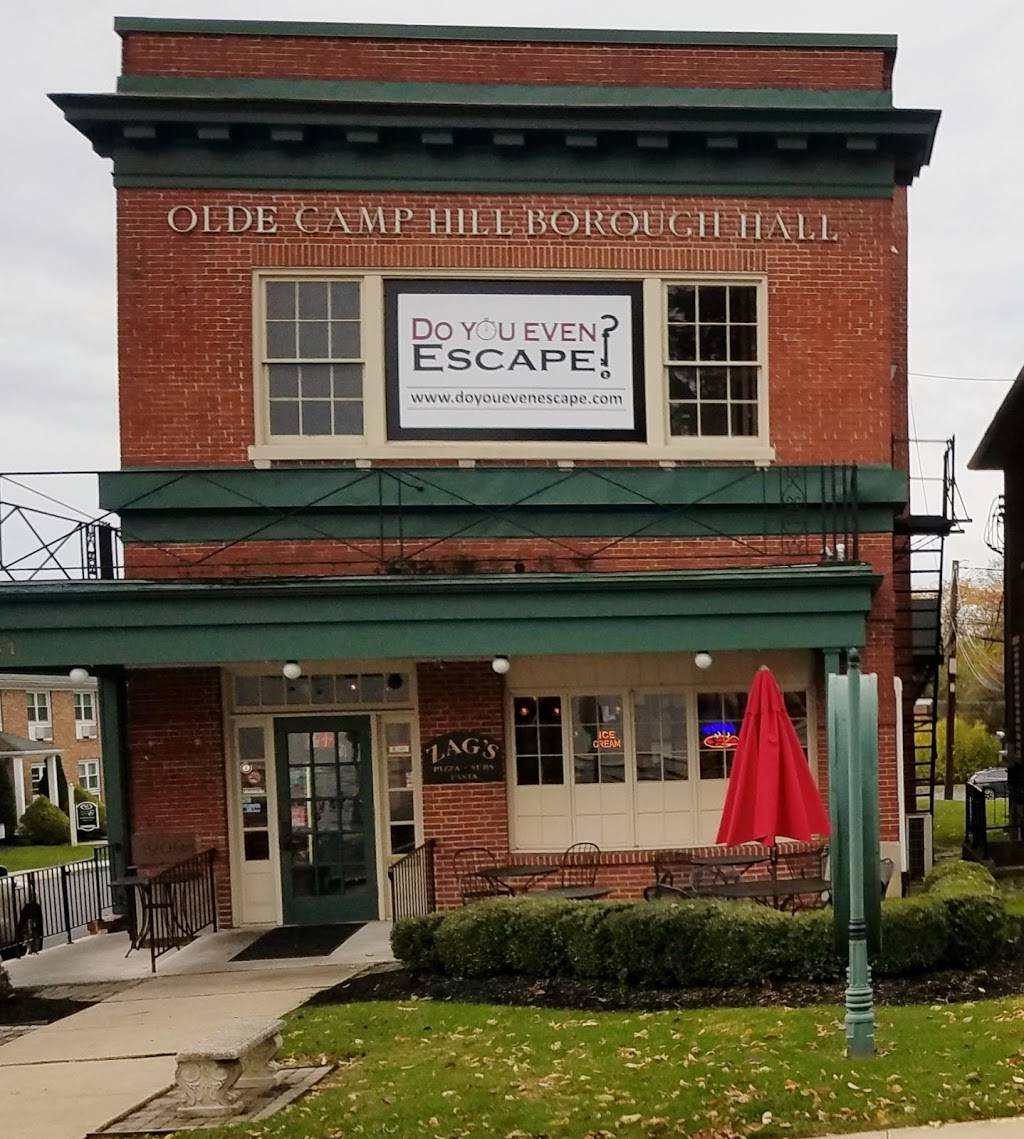 OLDE CAMP HILL BOROUGH HALL
DO YOU EVEN
ESCAPE?
www.doyouevenescape.com
ZAG'S
PIZZA - SUBS
PASTA
ICE
CREAM